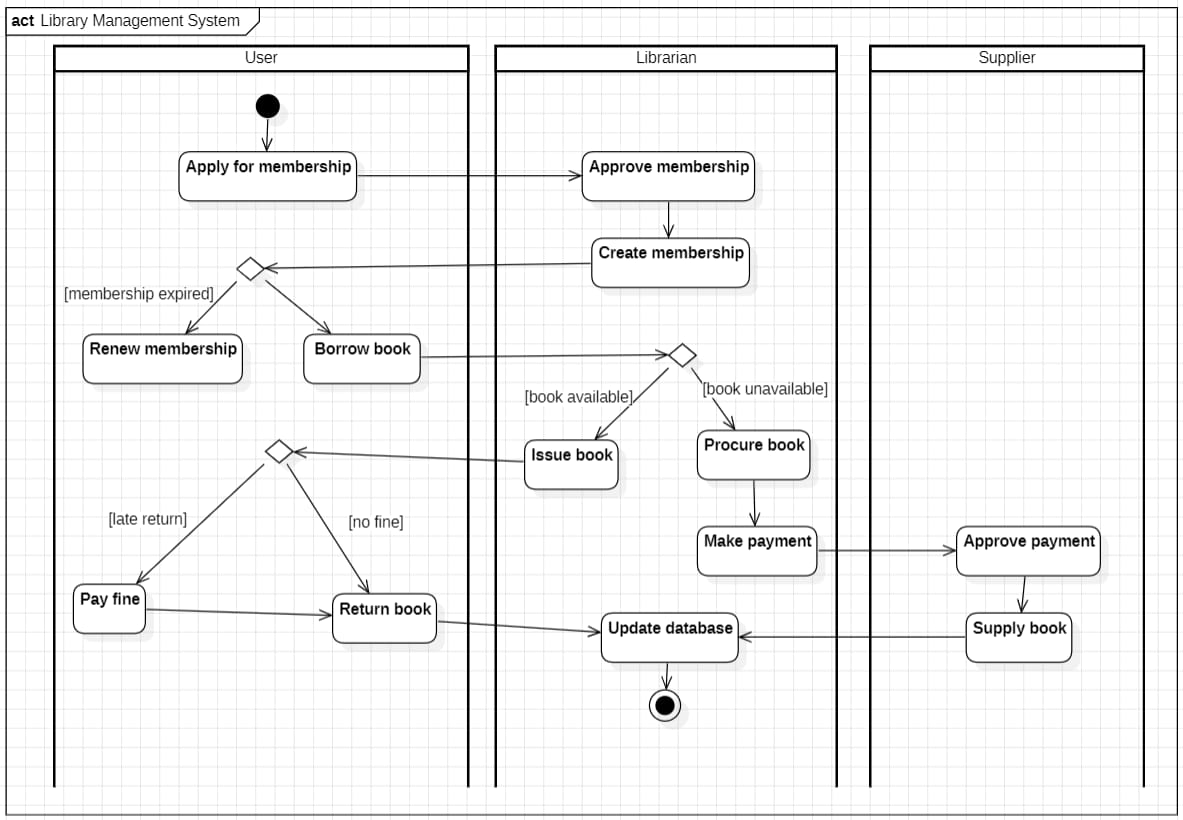 act Library Management System
User
Librarian
Supplier
Apply for membership
Approve membership
Create membership
[membership expired]
Renew membership
Borrow book
[book available]
[book unavailable]
Issue book
Procure book
[late return]
[no fine]
Make payment
Approve payment
Pay fine
Return book
Update database
Supply book